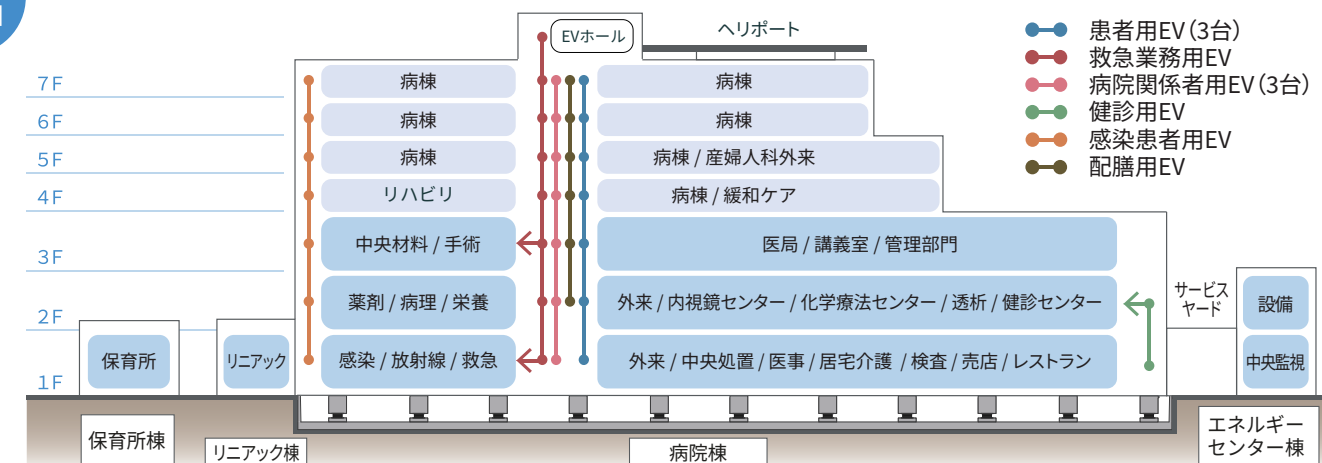 EVホール
ヘリポート
患者用EV（3台）
救急業務用EV
病院関係者用EV（3台）
健診用EV
感染患者用EV
配膳用EV
7F
病棟
病棟
6F
病棟
病棟
5F
病棟
病棟 / 産婦人科外来
4F
リハビリ
病棟 / 緩和ケア
3F
中央材料 / 手術
医局 / 講義室 / 管理部門
2F
薬剤 / 病理 / 栄養
外来 / 内視鏡センター / 化学療法センター / 透析 / 健診センター
サービス
ヤード
設備
1F
保育所
リニアック
感染 / 放射線 / 救急
外来 / 中央処置 / 医事 / 居宅介護 / 検査 / 売店 / レストラン
中央監視
保育所棟
リニアック棟
病院棟
エネルギー
センター棟